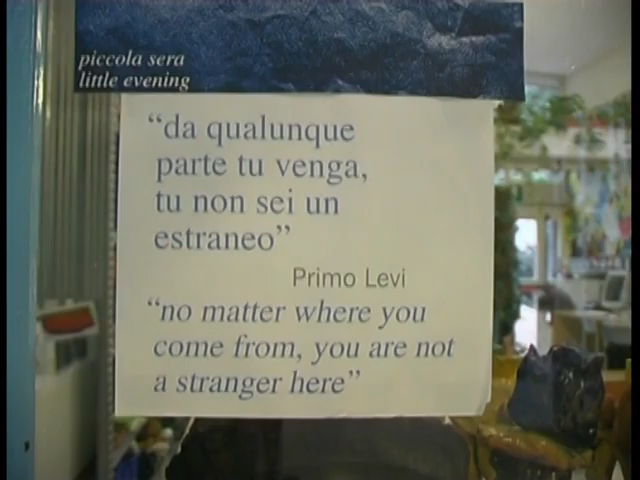 piccola sera
little evening
“da qualunque
parte tu venga,
tu non sei un
estraneo”
Primo Levi
“no matter where you
come from, you are not
a stranger here”